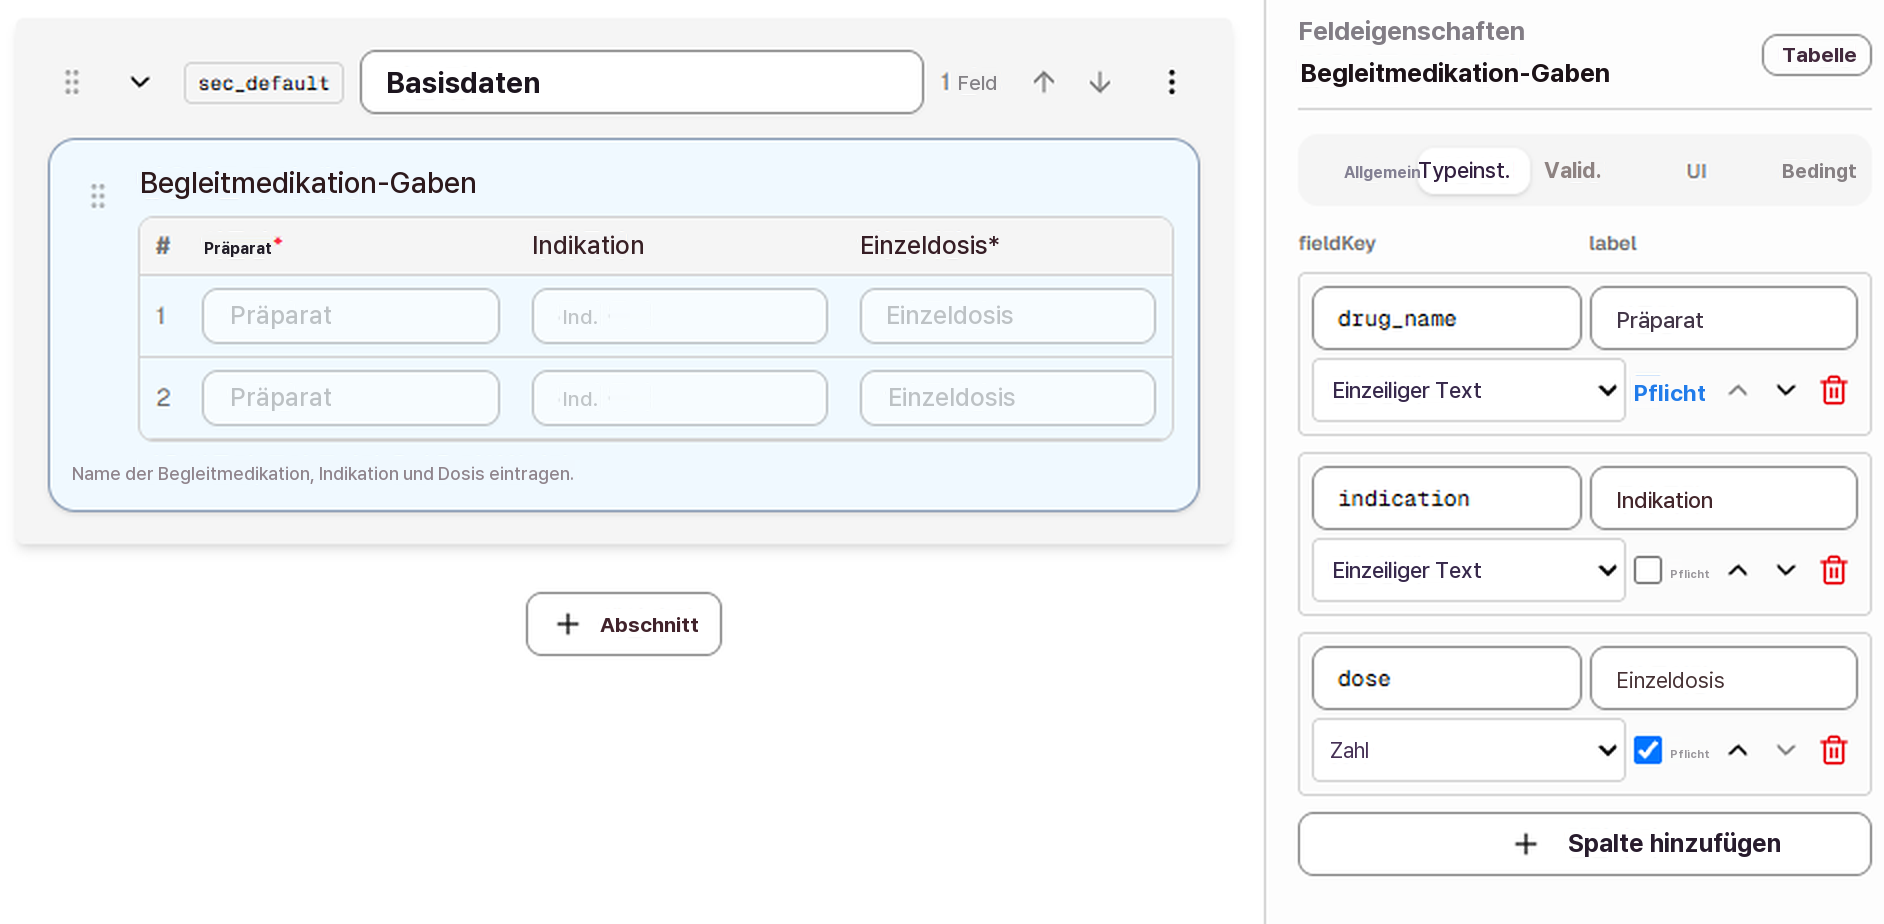 sec_default
Basisdaten
1 Feld
Begleitmedikation-Gaben
# Präparat* Indikation Einzeldosis*
1 Präparat Ind. Einzeldosis
2 Präparat Ind. Einzeldosis
Name der Begleitmedikation, Indikation und Dosis eintragen.
+ Abschnitt
Feldeigenschaften
Begleitmedikation-Gaben
Tabelle
Allgemein Typeinst. Valid. UI Bedingt
fieldKey label
drug_name Präparat
Einzeiliger Text Pflicht
indication Indikation
Einzeiliger Text Pflicht
dose Einzeldosis
Zahl Pflicht
+ Spalte hinzufügen